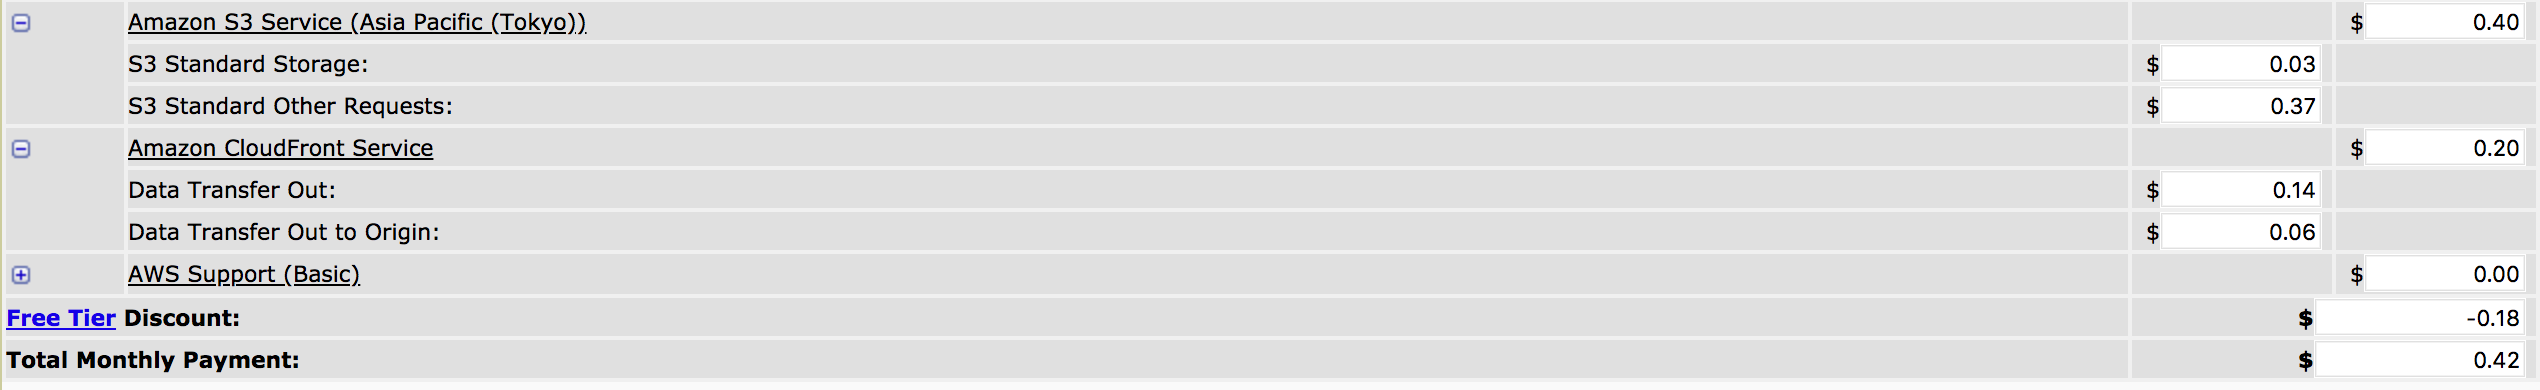 Amazon S3 Service (Asia Pacific (Tokyo)) $ 0.40
S3 Standard Storage: $ 0.03
S3 Standard Other Requests: $ 0.37
Amazon CloudFront Service $ 0.20
Data Transfer Out: $ 0.14
Data Transfer Out to Origin: $ 0.06
AWS Support (Basic) $ 0.00
Free Tier Discount: $ -0.18
Total Monthly Payment: $ 0.42